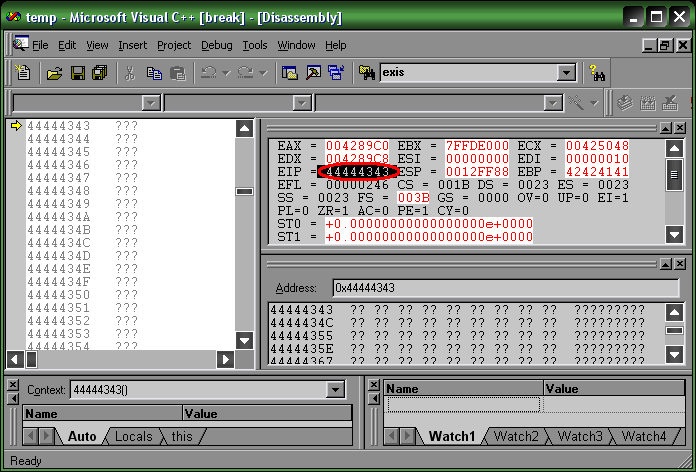 temp - Microsoft Visual C++ [break] - [Disassembly]
File Edit View Insert Project Debug Tools Window Help
exis
44444343 ???
44444344 ???
44444345 ???
44444346 ???
44444347 ???
44444348 ???
44444349 ???
4444434A ???
4444434B ???
4444434C ???
4444434D ???
4444434E ???
4444434F ???
44444350 ???
44444351 ???
44444352 ???
44444353 ???
44444354 ???
EAX = 004289C0 EBX = 7FFDE000 ECX = 00425048
EDX = 004289C8 ESI = 00000000 EDI = 00000010
EIP = 44444343 ESP = 0012FF88 EBP = 42424141
EFL = 00000246 CS = 001B DS = 0023 ES = 0023
SS = 0023 FS = 003B GS = 0000 OV=0 UP=0 EI=1
PL=0 ZR=1 AC=0 PE=1 CY=0
ST0 = +0.00000000000000000e+0000
ST1 = +0.00000000000000000e+0000
Address: 0x44444343
44444343 ?? ?? ?? ?? ?? ?? ?? ?? ?? ?????????
4444434C ?? ?? ?? ?? ?? ?? ?? ?? ?? ?????????
44444355 ?? ?? ?? ?? ?? ?? ?? ?? ?? ?????????
4444435E ?? ?? ?? ?? ?? ?? ?? ?? ?? ?????????
44444367 ?? ?? ?? ?? ?? ?? ?? ?? ?? ?????????
Context: 44444343()
Name Value
Auto Locals this
Name Value
Watch1 Watch2 Watch3 Watch4
Ready